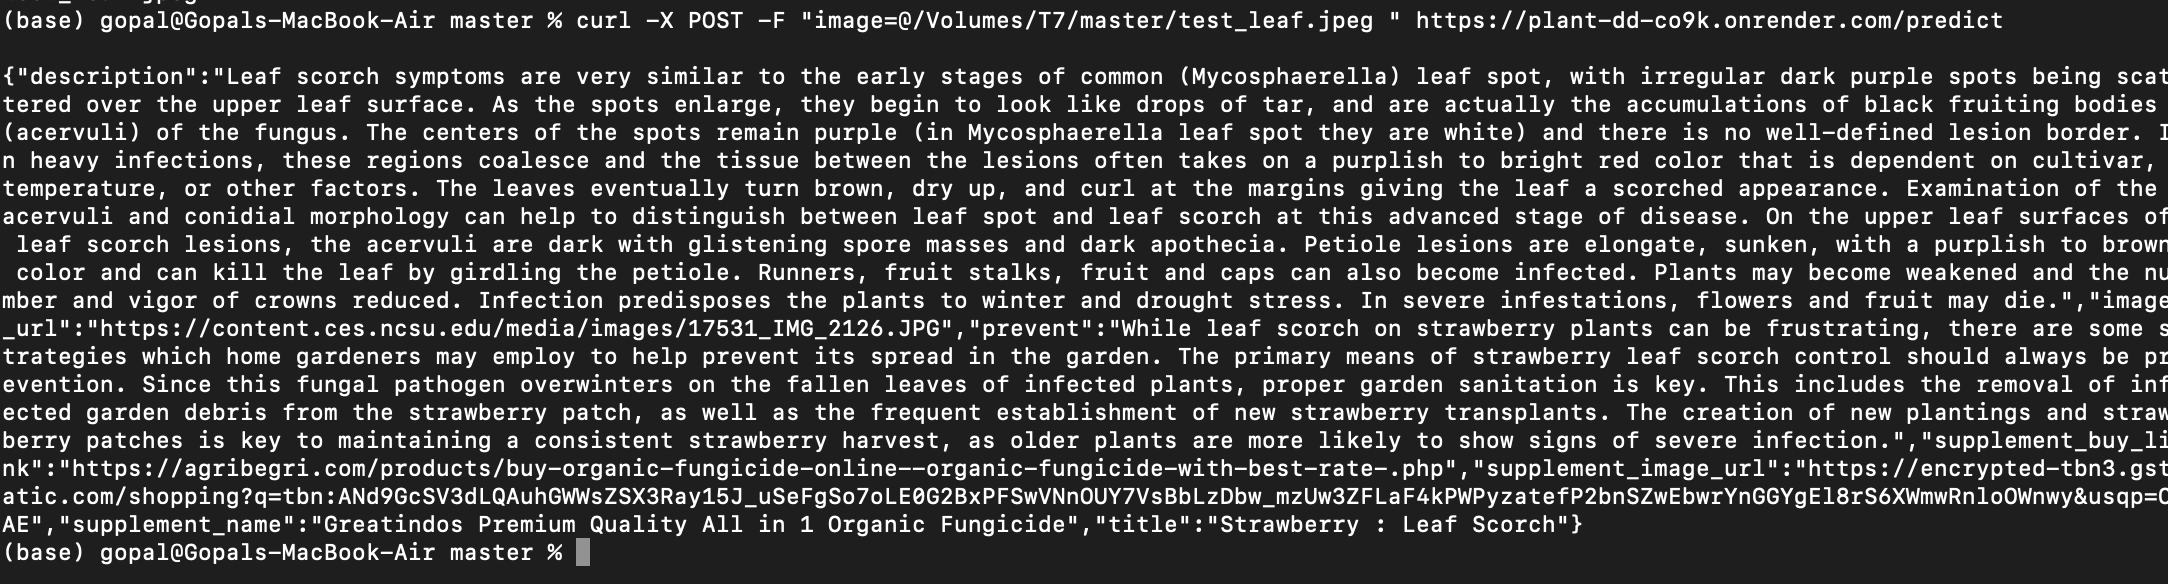 (base) gopal@Gopals-MacBook-Air master % curl -X POST -F "image=@/Volumes/T7/master/test_leaf.jpeg " https://plant-dd-co9k.onrender.com/predict
{"description":"Leaf scorch symptoms are very similar to the early stages of common (Mycosphaerella) leaf spot, with irregular dark purple spots being scat
tered over the upper leaf surface. As the spots enlarge, they begin to look like drops of tar, and are actually the accumulations of black fruiting bodies
(acervuli) of the fungus. The centers of the spots remain purple (in Mycosphaerella leaf spot they are white) and there is no well-defined lesion border. I
n heavy infections, these regions coalesce and the tissue between the lesions often takes on a purplish to bright red color that is dependent on cultivar,
temperature, or other factors. The leaves eventually turn brown, dry up, and curl at the margins giving the leaf a scorched appearance. Examination of the
acervuli and conidial morphology can help to distinguish between leaf spot and leaf scorch at this advanced stage of disease. On the upper leaf surfaces of
 leaf scorch lesions, the acervuli are dark with glistening spore masses and dark apothecia. Petiole lesions are elongate, sunken, with a purplish to brown
 color and can kill the leaf by girdling the petiole. Runners, fruit stalks, fruit and caps can also become infected. Plants may become weakened and the nu
mber and vigor of crowns reduced. Infection predisposes the plants to winter and drought stress. In severe infestations, flowers and fruit may die.","image
_url":"https://content.ces.ncsu.edu/media/images/17531_IMG_2126.JPG","prevent":"While leaf scorch on strawberry plants can be frustrating, there are some s
trategies which home gardeners may employ to help prevent its spread in the garden. The primary means of strawberry leaf scorch control should always be pr
evention. Since this fungal pathogen overwinters on the fallen leaves of infected plants, proper garden sanitation is key. This includes the removal of inf
ected garden debris from the strawberry patch, as well as the frequent establishment of new strawberry transplants. The creation of new plantings and straw
berry patches is key to maintaining a consistent strawberry harvest, as older plants are more likely to show signs of severe infection.","supplement_buy_li
nk":"https://agribegri.com/products/buy-organic-fungicide-online--organic-fungicide-with-best-rate-.php","supplement_image_url":"https://encrypted-tbn3.gst
atic.com/shopping?q=tbn:ANd9GcSV3dLQAuhGWWsZSX3Ray15J_uSeFgSo7oLE0G2BxPFSwVNnOUY7VsBbLzDbw_mzUw3ZFLaF4kPWPyzatefP2bnSZwEbwrYnGGYgEl8rS6XWmwRnloOWnwy&usqp=C
AE","supplement_name":"Greatindos Premium Quality All in 1 Organic Fungicide","title":"Strawberry : Leaf Scorch"}
(base) gopal@Gopals-MacBook-Air master %